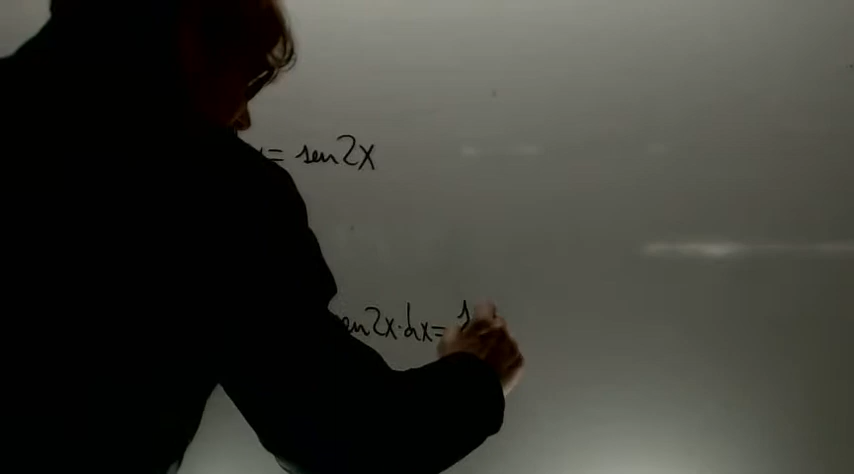 = sen2x
en2x·dx= 1